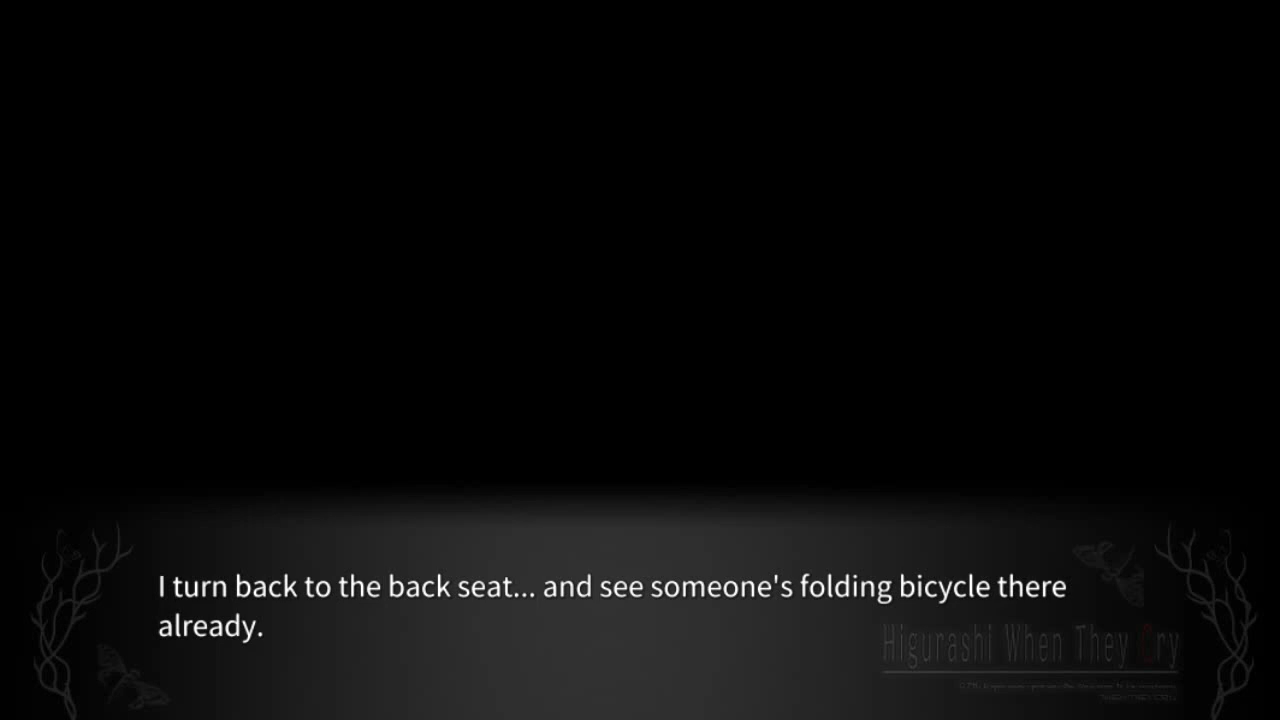 I turn back to the back seat... and see someone's folding bicycle there
already.
Higurashi When They Cry